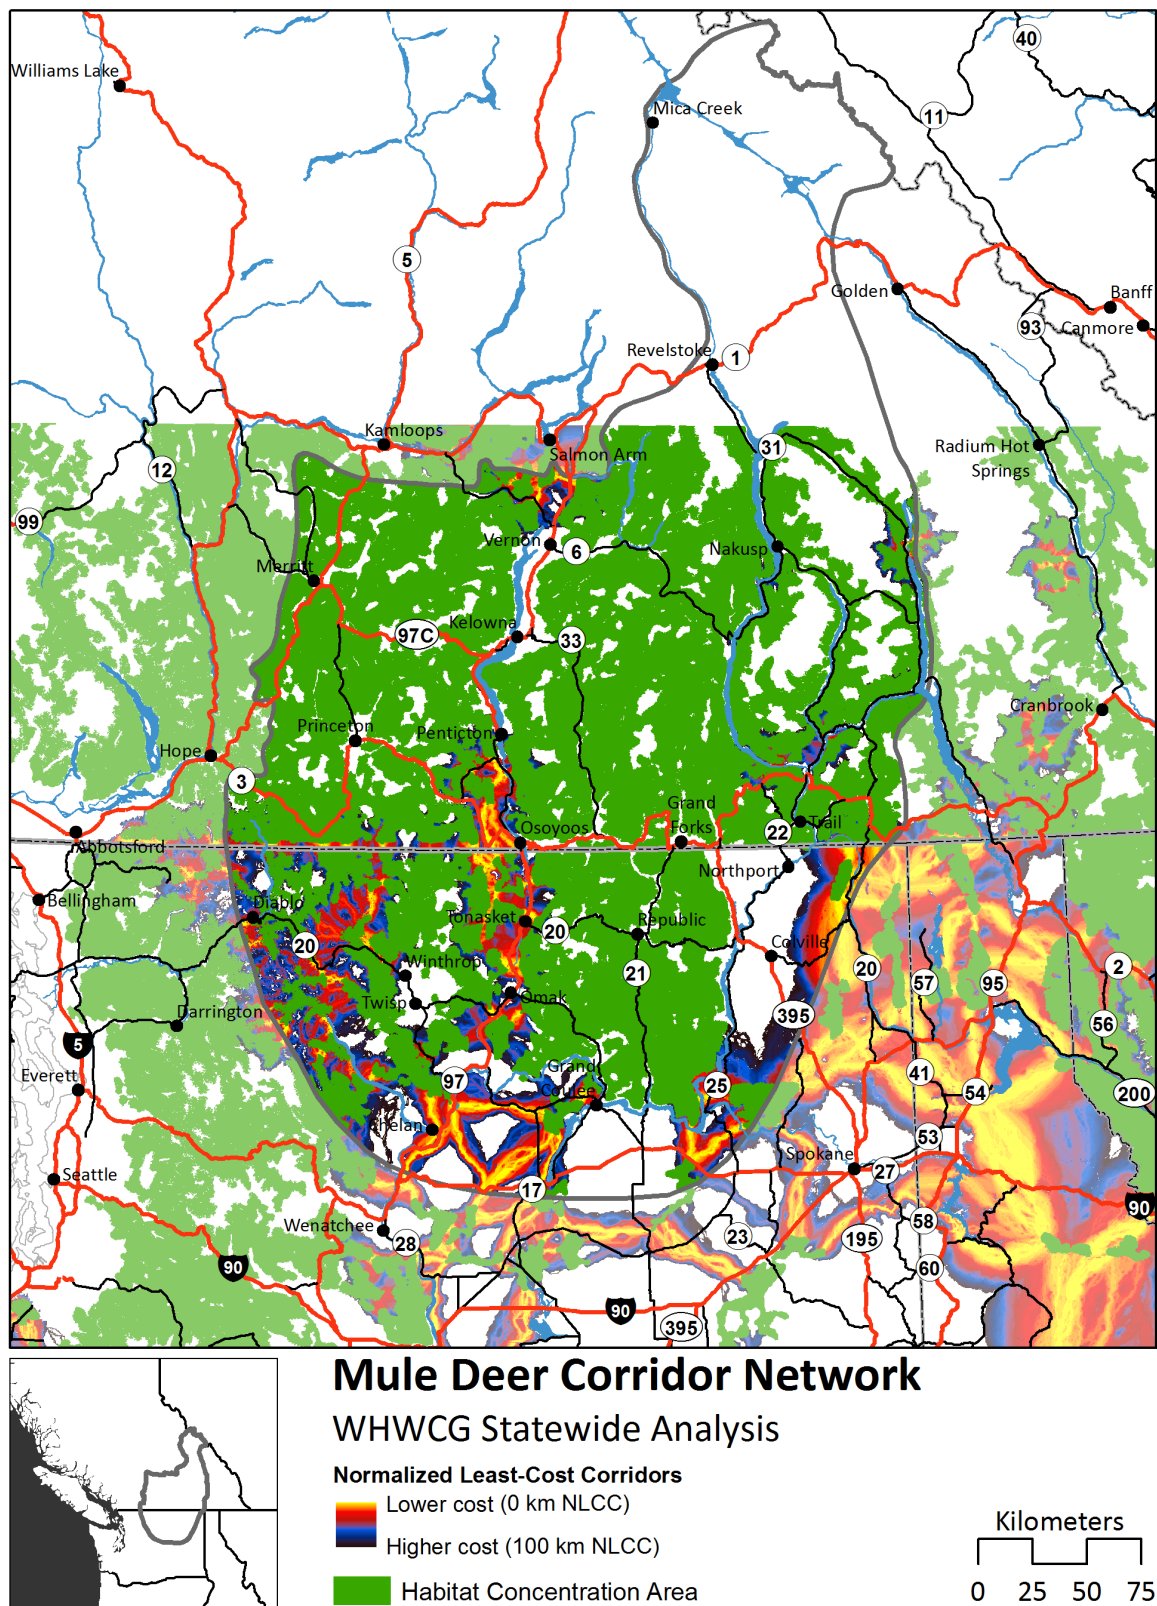 40
Williams Lake
Mica Creek
11
5
Golden
Banff
93
Canmore
Revelstoke
1
Kamloops
Salmon Arm
31
Radium Hot
Springs
12
99
Vernon
6
Nakusp
Merritt
Kelowna
97C
33
Princeton
Penticton
Cranbrook
Hope
3
Grand
Forks
Osoyoos
22
Trail
Abbotsford
Northport
Bellingham
Diablo
Tonasket
20
Republic
20
Colville
Winthrop
21
20
57
95
2
Twisp
Omak
Darrington
395
56
5
Everett
Grand
Coulee
97
25
41
54
200
Chelan
53
Spokane
27
Seattle
17
90
Wenatchee
28
23
195
58
90
60
90
395
Mule Deer Corridor Network
WHWCG Statewide Analysis
Normalized Least-Cost Corridors
Lower cost (0 km NLCC)
Higher cost (100 km NLCC)
Habitat Concentration Area
Kilometers
0 25 50 75